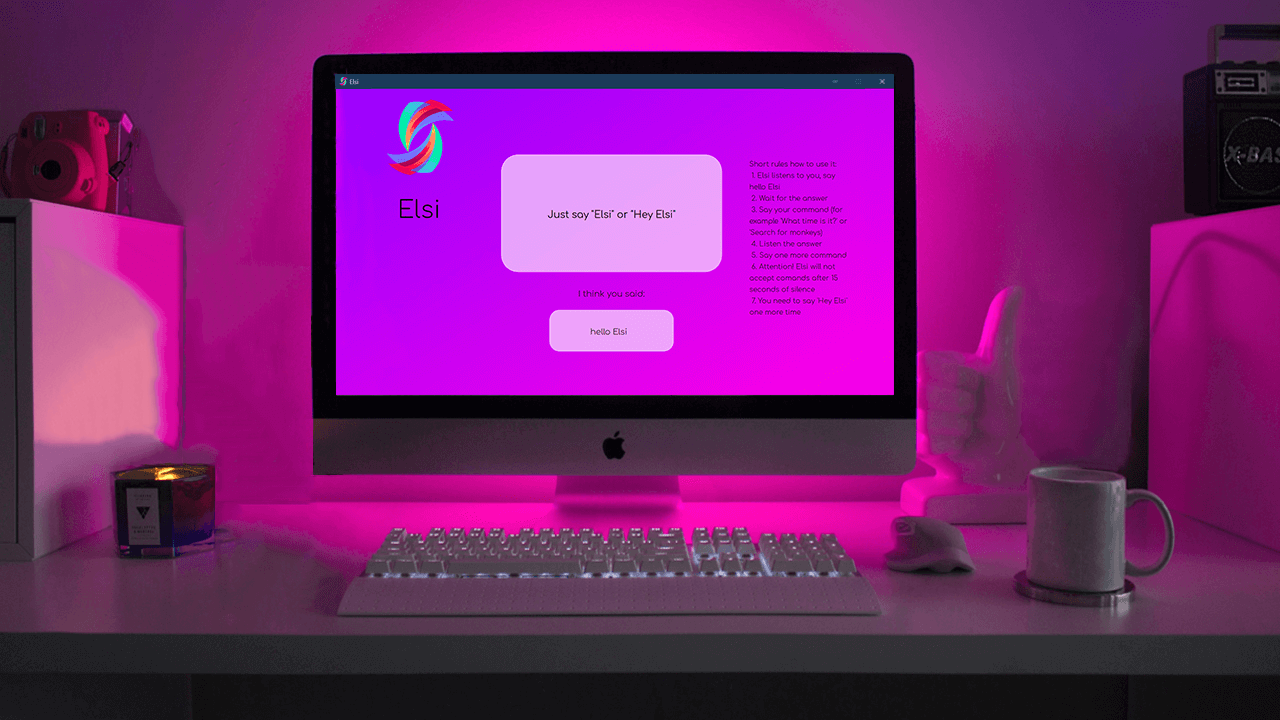 Elsi
Elsi
Just say "Elsi" or "Hey Elsi"
I think you said:
hello Elsi
Short rules how to use it:
1. Elsi listens to you, say
hello Elsi
2. Wait for the answer
3. Say your command (for
example 'What time is it?' or
'Search for monkeys)
4. Listen the answer
5. Say one more command
6. Attention! Elsi will not
accept comands after 15
seconds of silence
7. You need to say 'Hey Elsi'
one more time
X-BAS